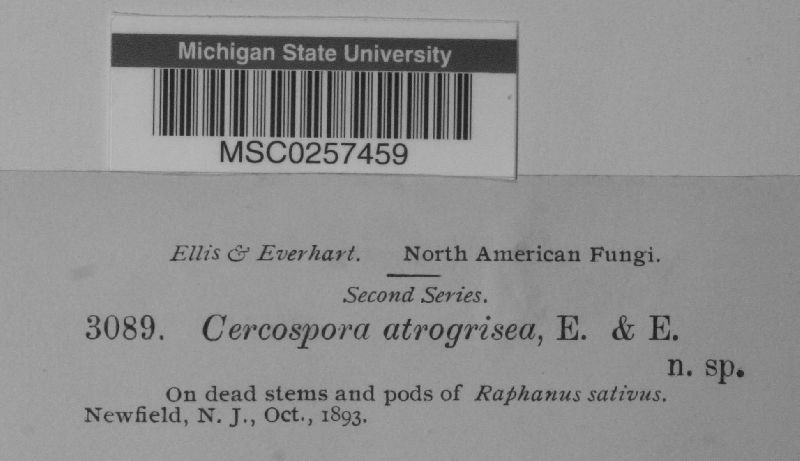 Michigan State University
MSC0257459
Ellis & Everhart. North American Fungi.
Second Series.
3089. Cercospora atrogrisea, E. & E.
n. sp.
On dead stems and pods of Raphanus sativus.
Newfield, N. J., Oct., 1893.